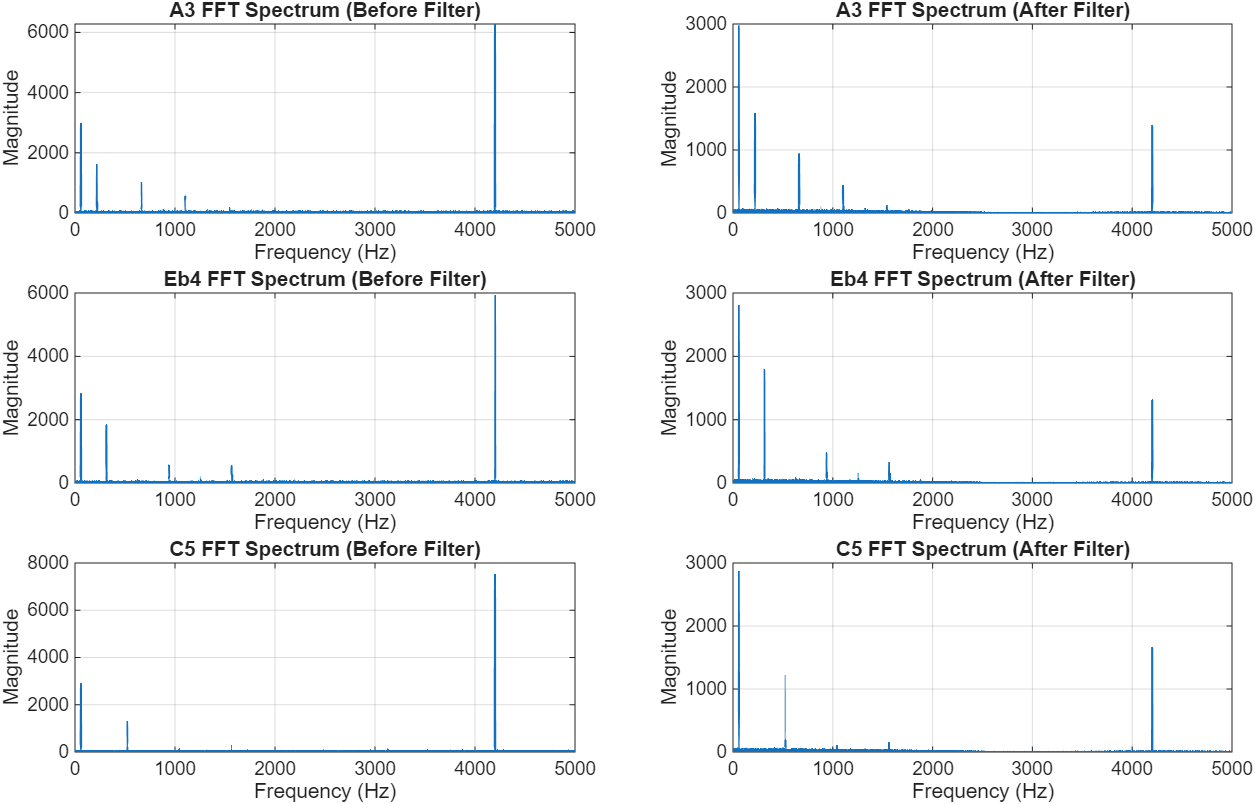 A3 FFT Spectrum (Before Filter)
Magnitude
6000
4000
2000
0
0 1000 2000 3000 4000 5000
Frequency (Hz)
A3 FFT Spectrum (After Filter)
Magnitude
3000
2000
1000
0
0 1000 2000 3000 4000 5000
Frequency (Hz)
Eb4 FFT Spectrum (Before Filter)
Magnitude
6000
4000
2000
0
0 1000 2000 3000 4000 5000
Frequency (Hz)
Eb4 FFT Spectrum (After Filter)
Magnitude
3000
2000
1000
0
0 1000 2000 3000 4000 5000
Frequency (Hz)
C5 FFT Spectrum (Before Filter)
Magnitude
8000
6000
4000
2000
0
0 1000 2000 3000 4000 5000
Frequency (Hz)
C5 FFT Spectrum (After Filter)
Magnitude
3000
2000
1000
0
0 1000 2000 3000 4000 5000
Frequency (Hz)